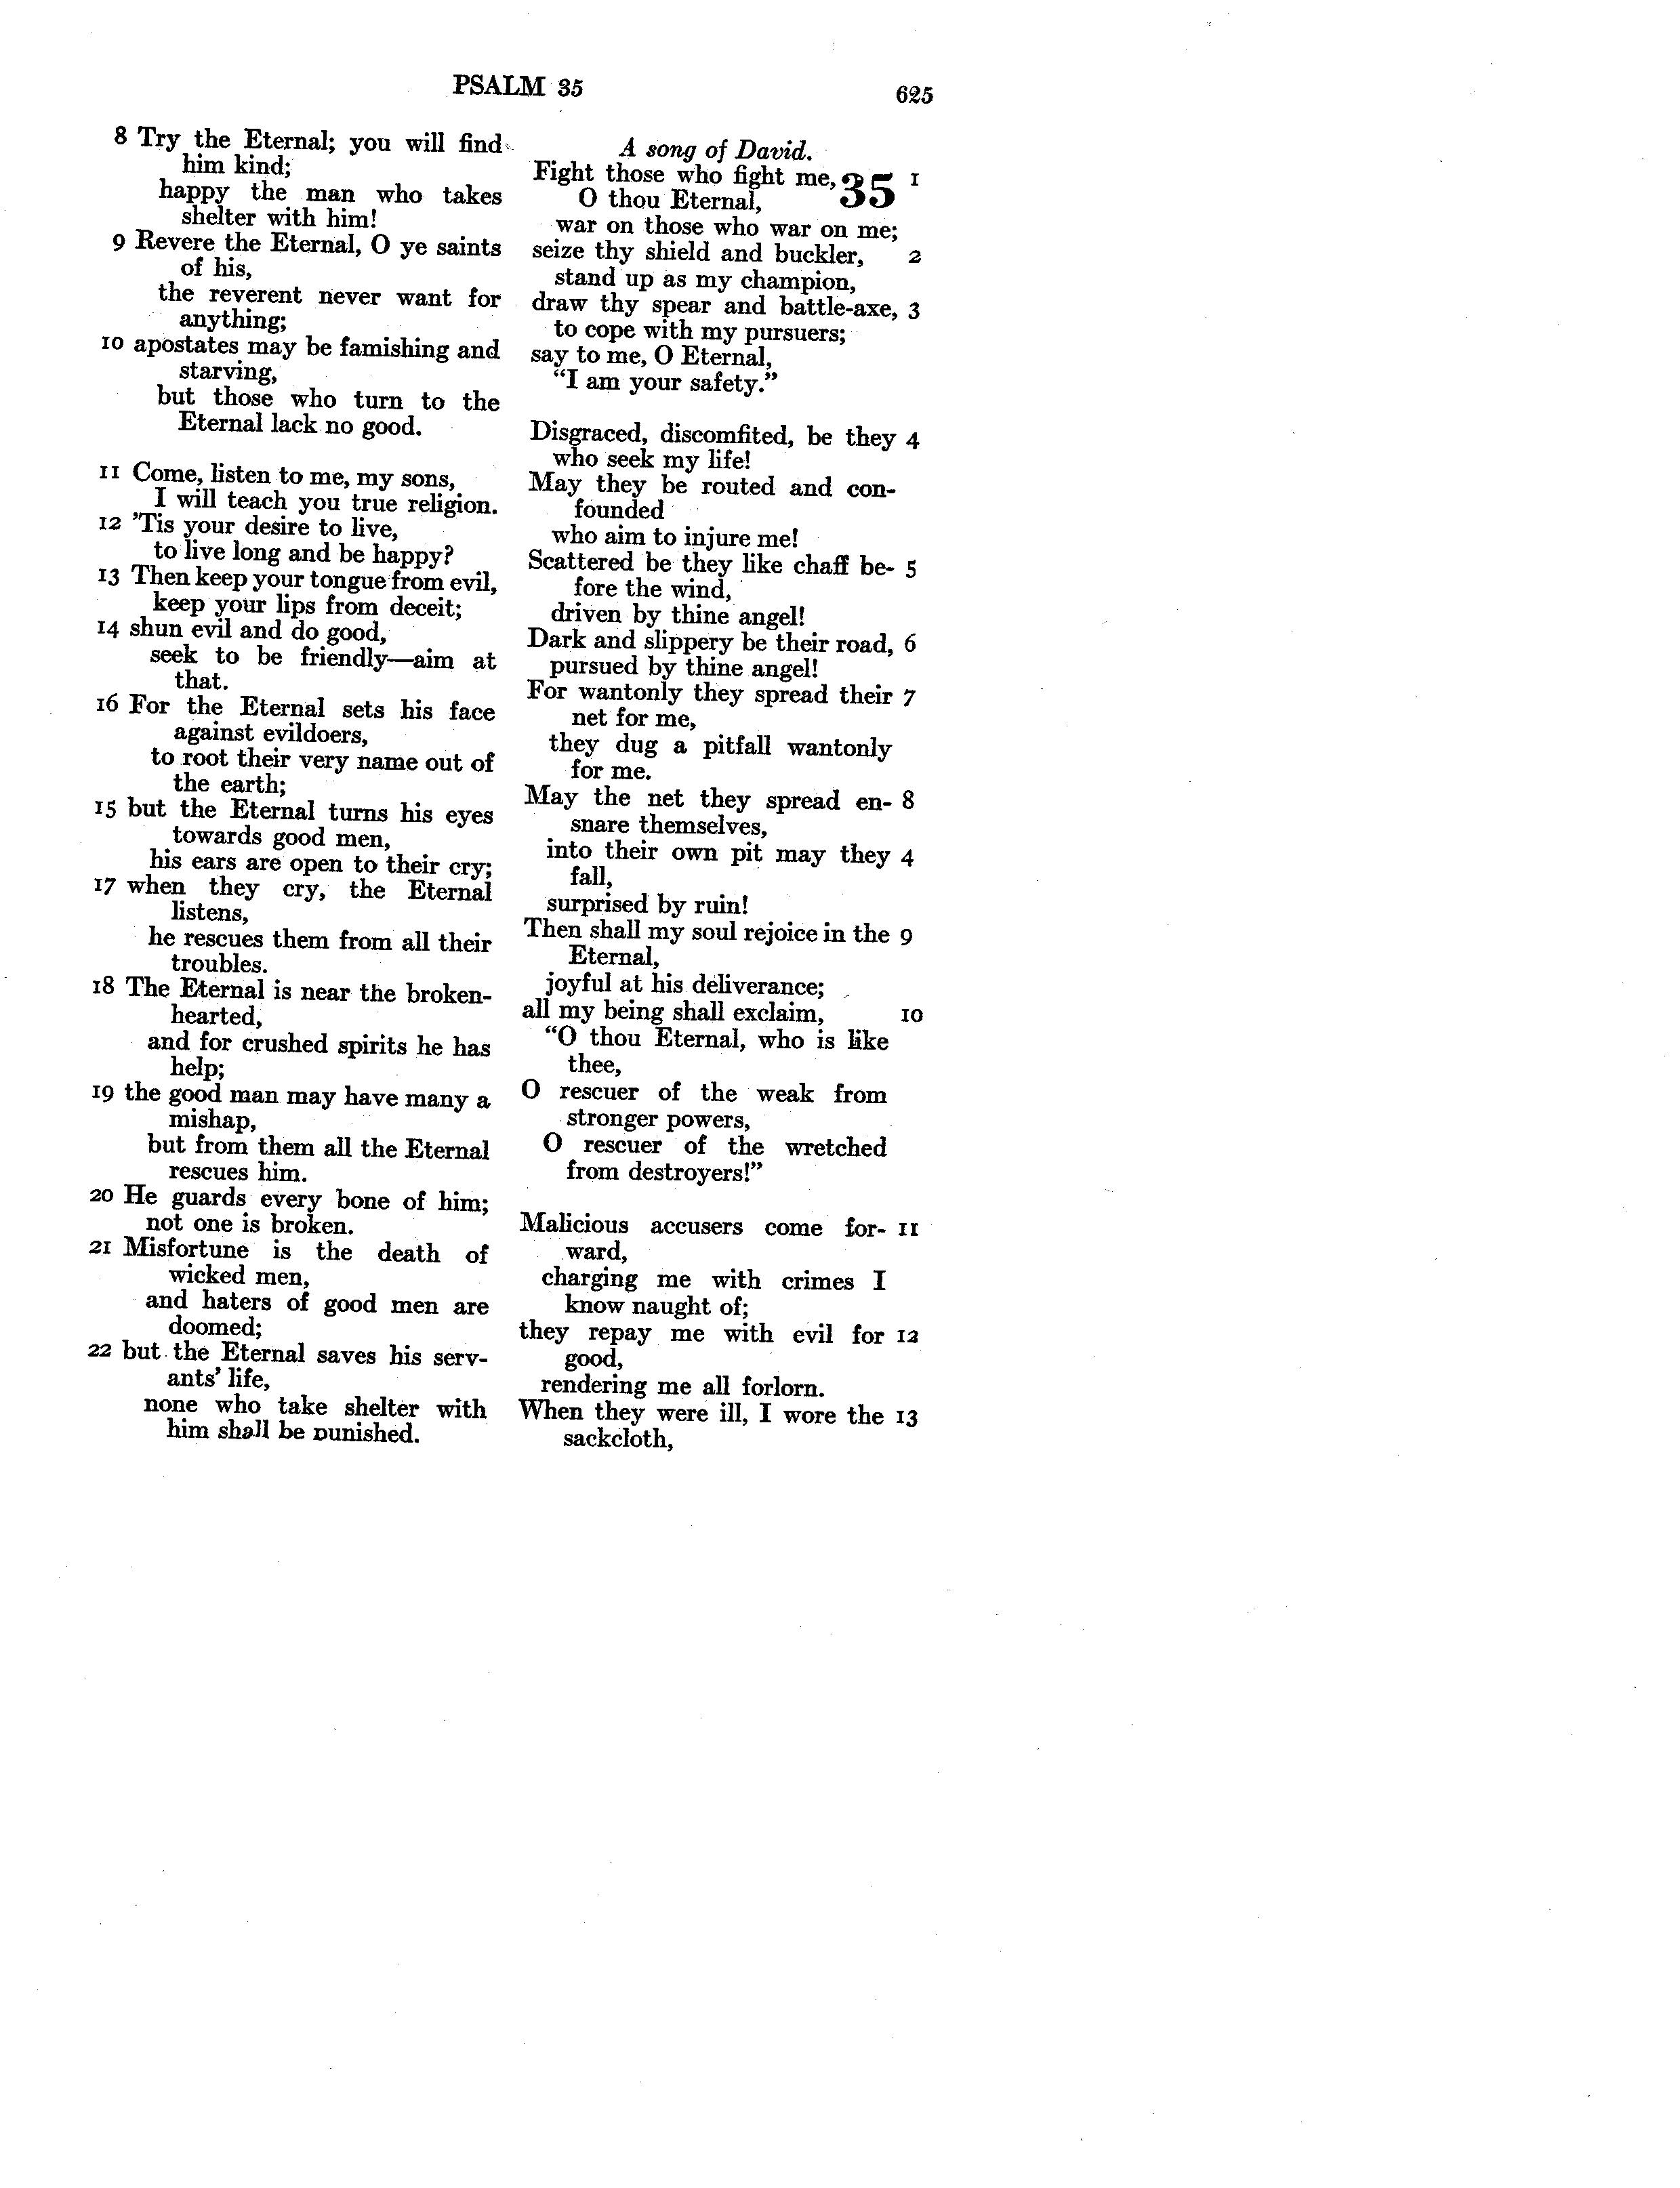 PSALM 35
625
8 Try the Eternal; you will find
him kind;
happy the man who takes
shelter with him!
9 Revere the Eternal, O ye saints
of his,
the reverent never want for
anything;
10 apostates may be famishing and
starving,
but those who turn to the
Eternal lack no good.
11 Come, listen to me, my sons,
I will teach you true religion.
12 'Tis your desire to live,
to live long and be happy?
13 Then keep your tongue from evil,
keep your lips from deceit;
14 shun evil and do good,
seek to be friendly—aim at
that.
16 For the Eternal sets his face
against evildoers,
to root their very name out of
the earth;
15 but the Eternal turns his eyes
towards good men,
his ears are open to their cry;
17 when they cry, the Eternal
listens,
he rescues them from all their
troubles.
18 The Eternal is near the broken-
hearted,
and for crushed spirits he has
help;
19 the good man may have many a
mishap,
but from them all the Eternal
rescues him.
20 He guards every bone of him;
not one is broken.
21 Misfortune is the death of
wicked men,
and haters of good men are
doomed;
22 but the Eternal saves his serv-
ants' life,
none who take shelter with
him shall be punished.
A song of David.
Fight those who fight me, 35 1
O thou Eternal,
war on those who war on me;
seize thy shield and buckler, 2
stand up as my champion,
draw thy spear and battle-axe, 3
to cope with my pursuers;
say to me, O Eternal,
"I am your safety."
Disgraced, discomfited, be they 4
who seek my life!
May they be routed and con-
founded
who aim to injure me!
Scattered be they like chaff be- 5
fore the wind,
driven by thine angel!
Dark and slippery be their road, 6
pursued by thine angel!
For wantonly they spread their 7
net for me,
they dug a pitfall wantonly
for me.
May the net they spread en- 8
snare themselves,
into their own pit may they 4
fall,
surprised by ruin!
Then shall my soul rejoice in the 9
Eternal,
joyful at his deliverance;
all my being shall exclaim, 10
"O thou Eternal, who is like
thee,
O rescuer of the weak from
stronger powers,
O rescuer of the wretched
from destroyers!"
Malicious accusers come for- 11
ward,
charging me with crimes I
know naught of;
they repay me with evil for 12
good,
rendering me all forlorn.
When they were ill, I wore the 13
sackcloth,